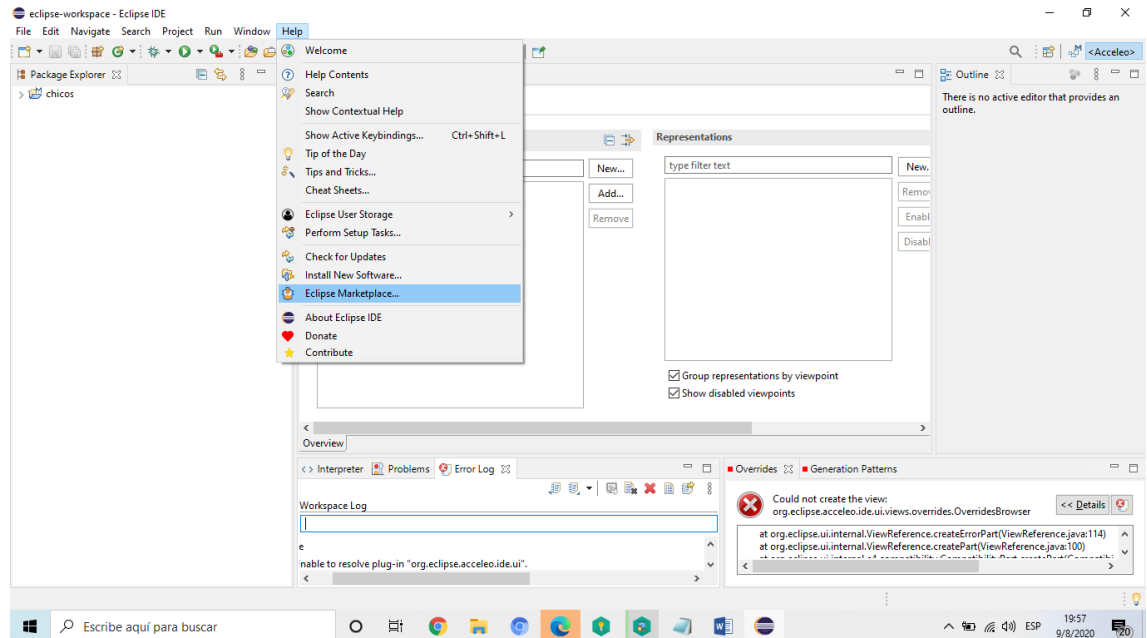 eclipse-workspace - Eclipse IDE
File Edit Navigate Search Project Run Window Help
<Acceleo>
Package Explorer
chicos
Welcome
Help Contents
Search
Show Contextual Help
Show Active Keybindings... Ctrl+Shift+L
Tip of the Day
Tips and Tricks...
Cheat Sheets...
Eclipse User Storage
Perform Setup Tasks...
Check for Updates
Install New Software...
Eclipse Marketplace...
About Eclipse IDE
Donate
Contribute
New...
Add...
Remove
Representations
type filter text
New.
Remov
Enabl
Disabl
Group representations by viewpoint
Show disabled viewpoints
Overview
Outline
There is no active editor that provides an
outline.
Interpreter Problems Error Log
Workspace Log
e
nable to resolve plug-in "org.eclipse.acceleo.ide.ui".
Overrides Generation Patterns
Could not create the view:
org.eclipse.acceleo.ide.ui.views.overrides.OverridesBrowser
<< Details
at org.eclipse.ui.internal.ViewReference.createErrorPart(ViewReference.java:114)
at org.eclipse.ui.internal.ViewReference.createPart(ViewReference.java:100)
Escribe aquí para buscar
ESP
19:57
9/8/2020
20